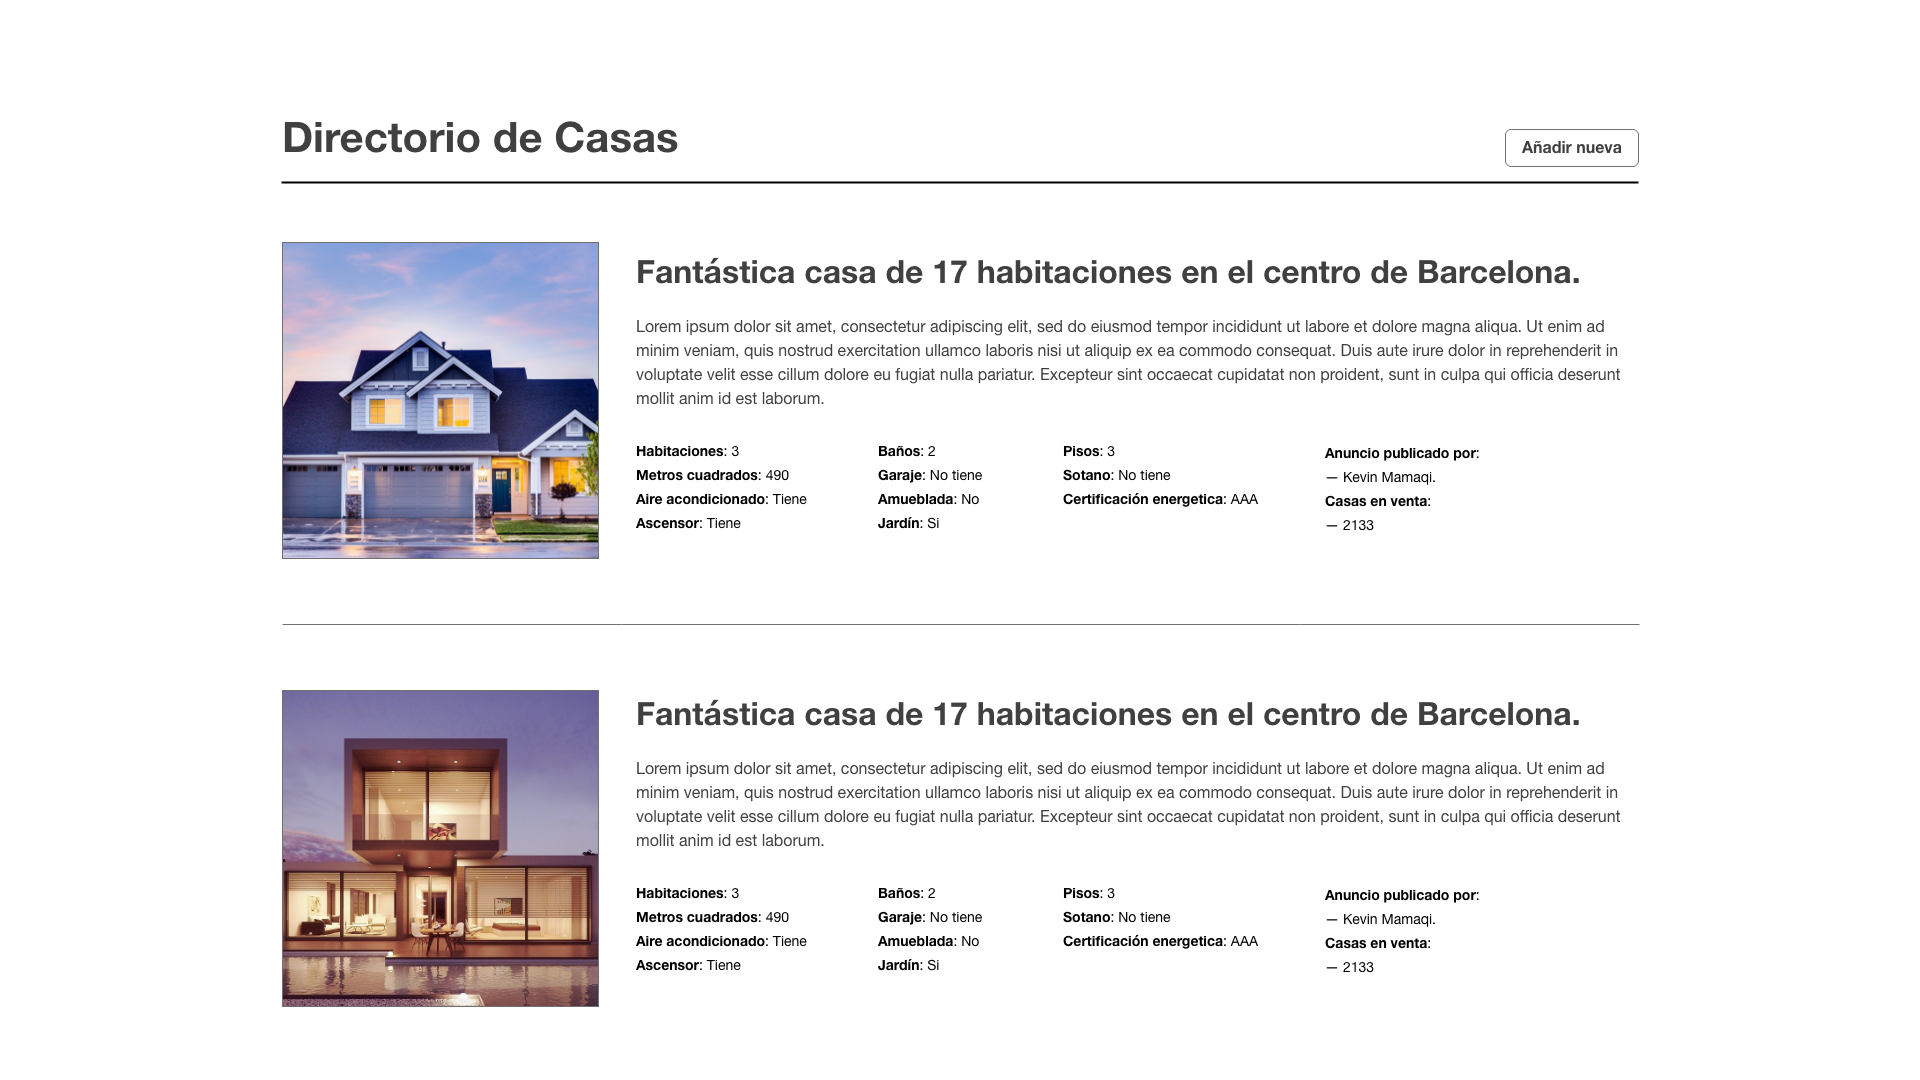 Directorio de Casas
Añadir nueva
Fantástica casa de 17 habitaciones en el centro de Barcelona.
Lorem ipsum dolor sit amet, consectetur adipiscing elit, sed do eiusmod tempor incididunt ut labore et dolore magna aliqua. Ut enim ad
minim veniam, quis nostrud exercitation ullamco laboris nisi ut aliquip ex ea commodo consequat. Duis aute irure dolor in reprehenderit in
voluptate velit esse cillum dolore eu fugiat nulla pariatur. Excepteur sint occaecat cupidatat non proident, sunt in culpa qui officia deserunt
mollit anim id est laborum.
Habitaciones: 3
Metros cuadrados: 490
Aire acondicionado: Tiene
Ascensor: Tiene
Baños: 2
Garaje: No tiene
Amueblada: No
Jardín: Si
Pisos: 3
Sotano: No tiene
Certificación energetica: AAA
Anuncio publicado por:
— Kevin Mamaqi.
Casas en venta:
— 2133
Fantástica casa de 17 habitaciones en el centro de Barcelona.
Lorem ipsum dolor sit amet, consectetur adipiscing elit, sed do eiusmod tempor incididunt ut labore et dolore magna aliqua. Ut enim ad
minim veniam, quis nostrud exercitation ullamco laboris nisi ut aliquip ex ea commodo consequat. Duis aute irure dolor in reprehenderit in
voluptate velit esse cillum dolore eu fugiat nulla pariatur. Excepteur sint occaecat cupidatat non proident, sunt in culpa qui officia deserunt
mollit anim id est laborum.
Habitaciones: 3
Metros cuadrados: 490
Aire acondicionado: Tiene
Ascensor: Tiene
Baños: 2
Garaje: No tiene
Amueblada: No
Jardín: Si
Pisos: 3
Sotano: No tiene
Certificación energetica: AAA
Anuncio publicado por:
— Kevin Mamaqi.
Casas en venta:
— 2133